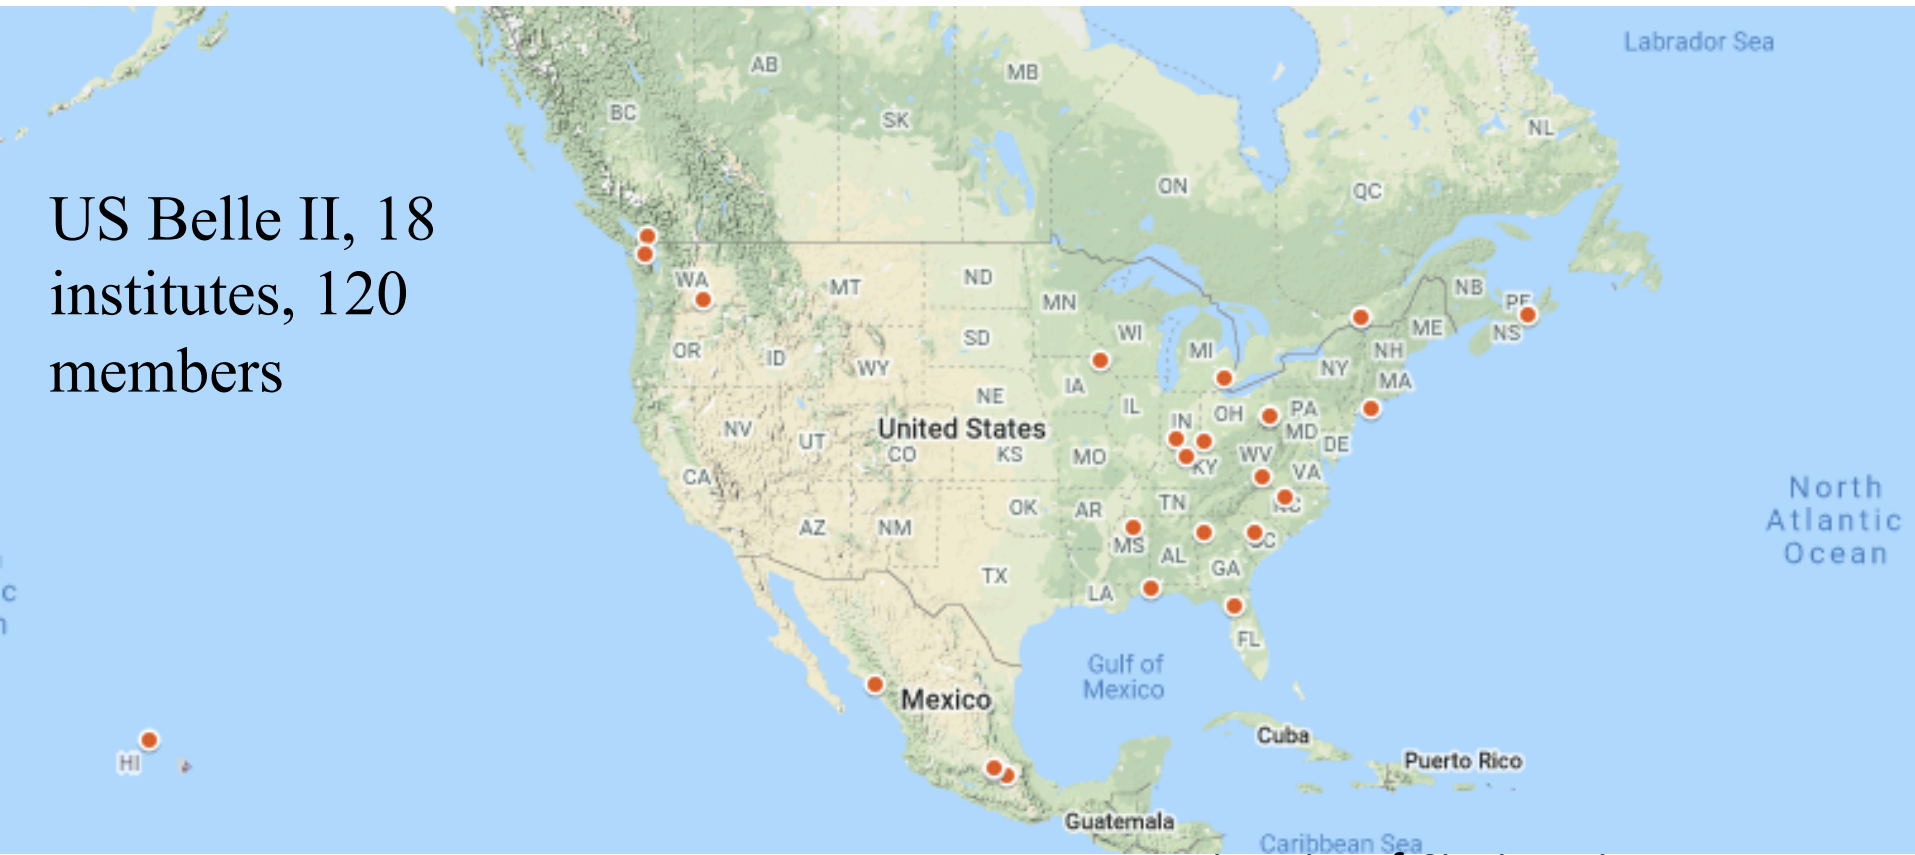 Labrador Sea
AB
MB
BC
SK
NL
ON
QC
US Belle II, 18
institutes, 120
members
WA
MT
ND
MN
NB
PE
WI
ME
NS
OR
ID
SD
MI
NH
WY
NY
IA
MA
NE
IL
OH
PA
IN
NV
United States
MD
UT
CO
KS
MO
WV
DE
KY
VA
CA
North
Atlantic
Ocean
OK
AR
TN
NC
AZ
NM
MS
SC
AL
GA
TX
LA
c
FL
Gulf of
Mexico
Mexico
Cuba
HI
Puerto Rico
Guatemala
Caribbean Sea